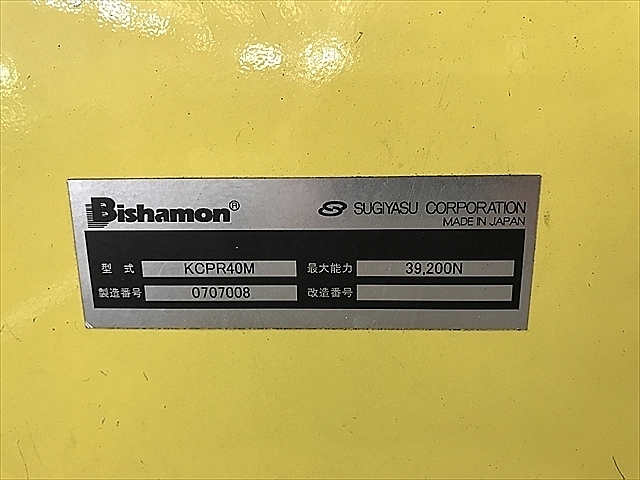 Bishamon®
SUGIYASU CORPORATION
MADE IN JAPAN
型式 KCPR40M 最大能力 39,200N
製造番号 0707008 改造番号